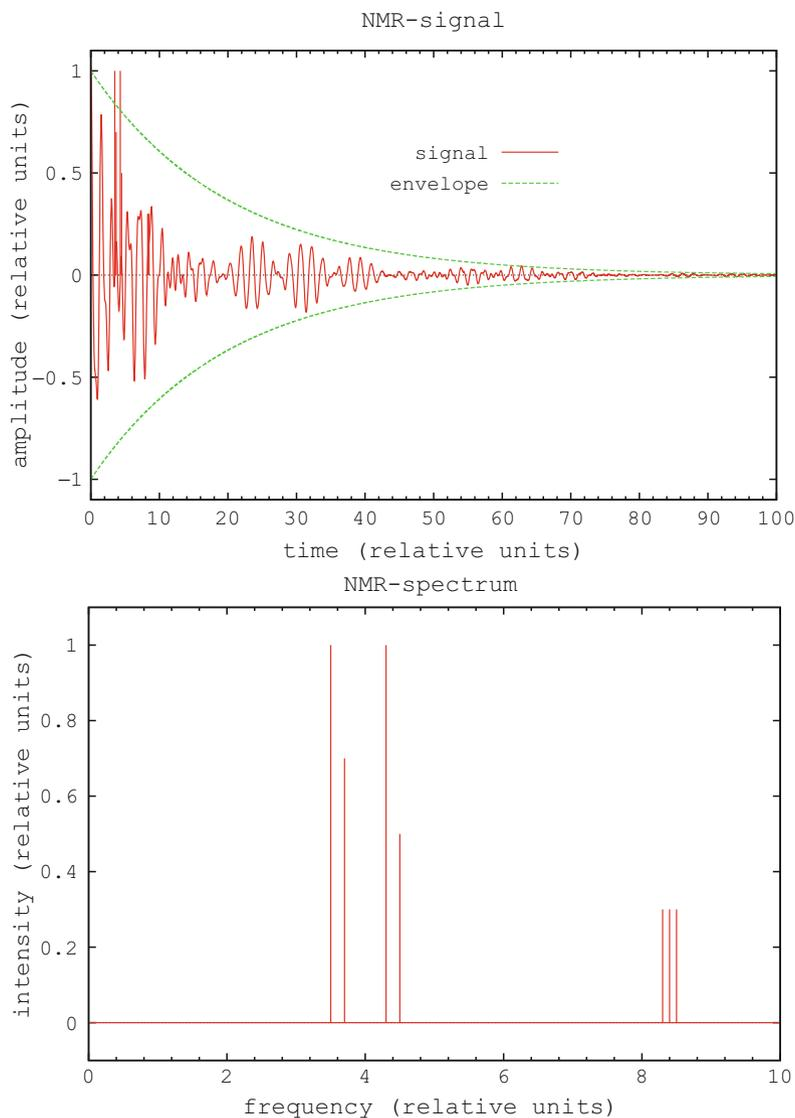 NMR-signal
amplitude (relative units)
1
0.5
0
−0.5
−1
signal
envelope
0 10 20 30 40 50 60 70 80 90 100
time (relative units)
NMR-spectrum
intensity (relative units)
1
0.8
0.6
0.4
0.2
0
0 2 4 6 8 10
frequency (relative units)